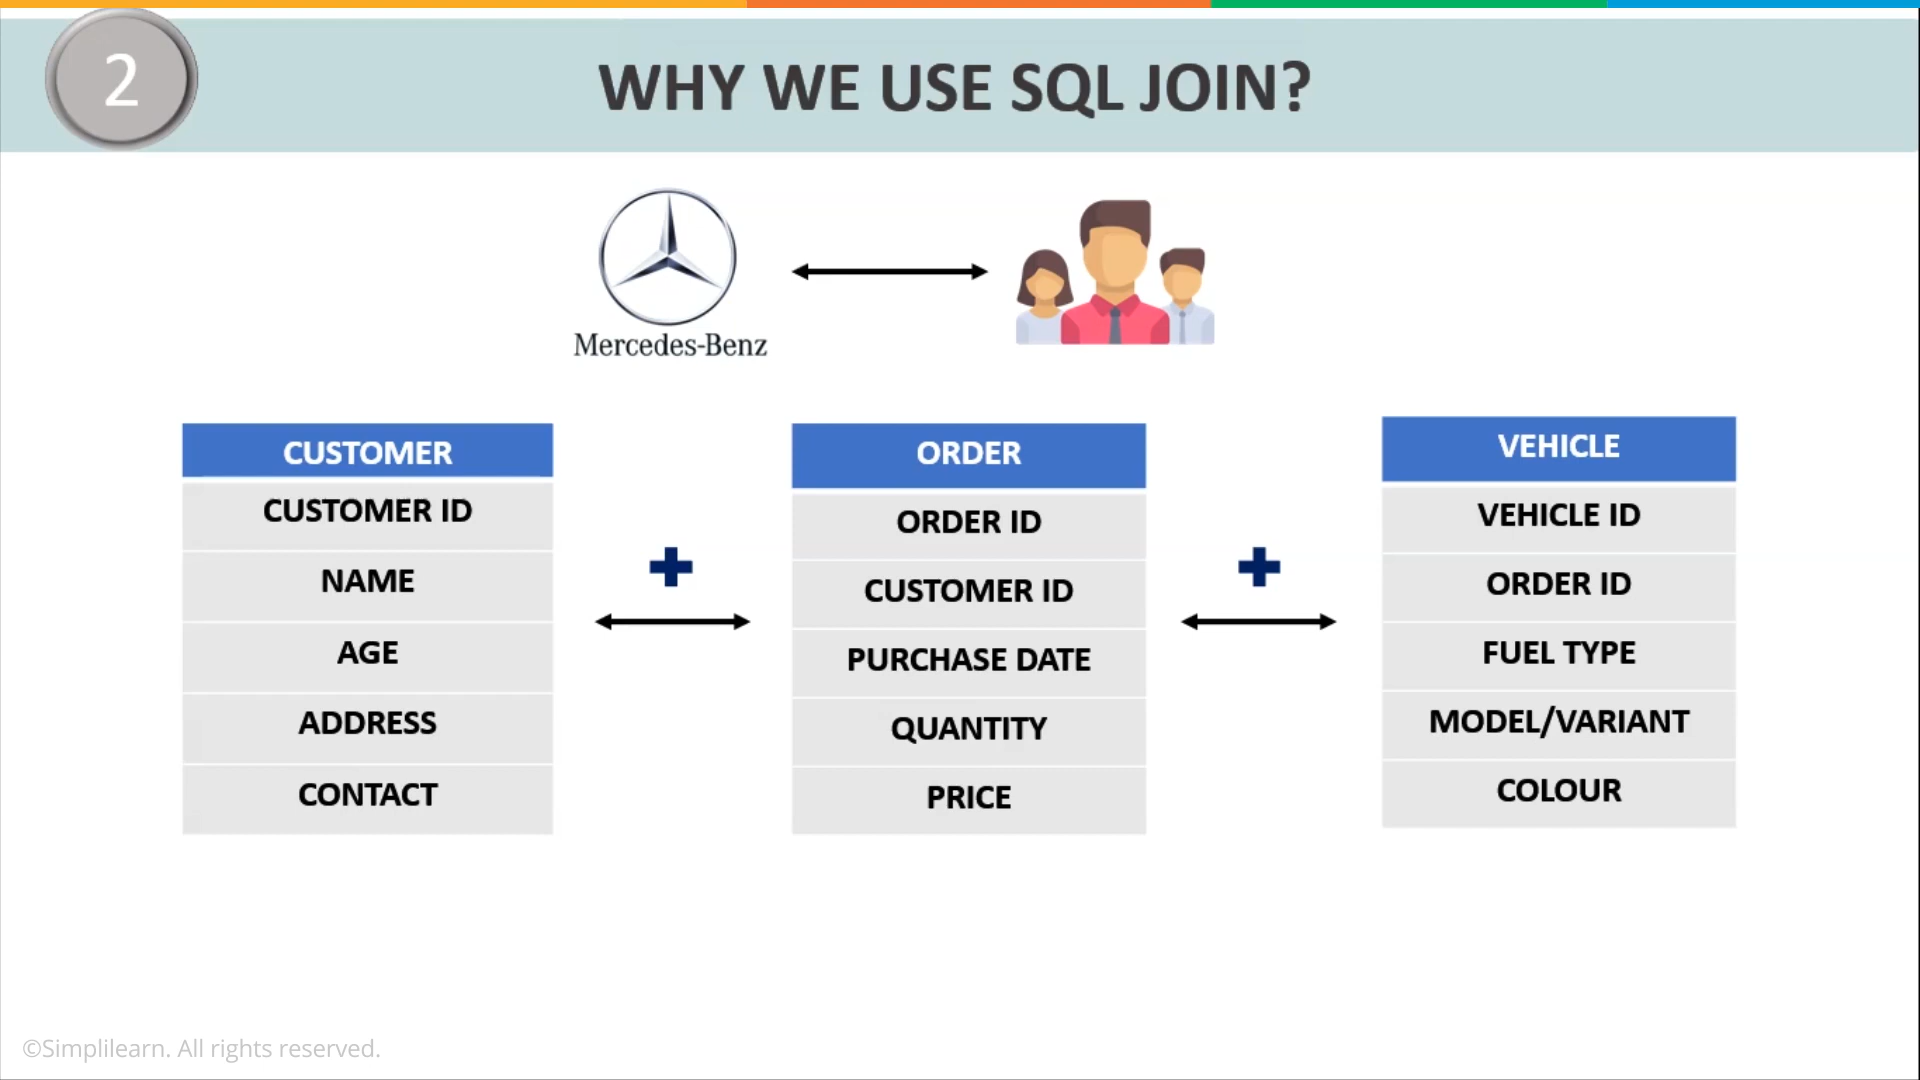 2
WHY WE USE SQL JOIN?
Mercedes-Benz
CUSTOMER
CUSTOMER ID
NAME
AGE
ADDRESS
CONTACT
ORDER
ORDER ID
CUSTOMER ID
PURCHASE DATE
QUANTITY
PRICE
VEHICLE
VEHICLE ID
ORDER ID
FUEL TYPE
MODEL/VARIANT
COLOUR
©Simplilearn. All rights reserved.